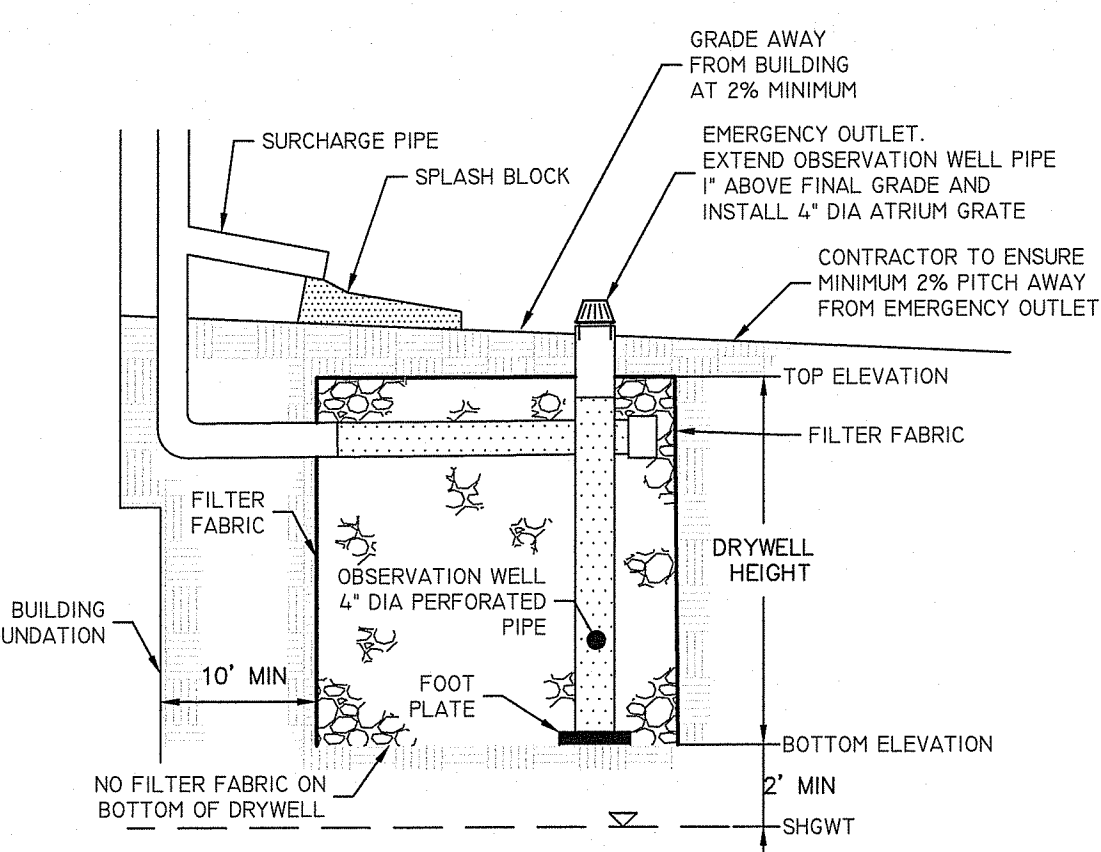 GRADE AWAY
FROM BUILDING
AT 2% MINIMUM
EMERGENCY OUTLET.
EXTEND OBSERVATION WELL PIPE
1" ABOVE FINAL GRADE AND
INSTALL 4" DIA ATRIUM GRATE
SURCHARGE PIPE
SPLASH BLOCK
CONTRACTOR TO ENSURE
MINIMUM 2% PITCH AWAY
FROM EMERGENCY OUTLET
TOP ELEVATION
FILTER FABRIC
FILTER
FABRIC
DRYWELL
HEIGHT
OBSERVATION WELL
4" DIA PERFORATED
PIPE
BUILDING
UNDATION
10' MIN
FOOT
PLATE
BOTTOM ELEVATION
NO FILTER FABRIC ON
BOTTOM OF DRYWELL
2' MIN
SHGWT